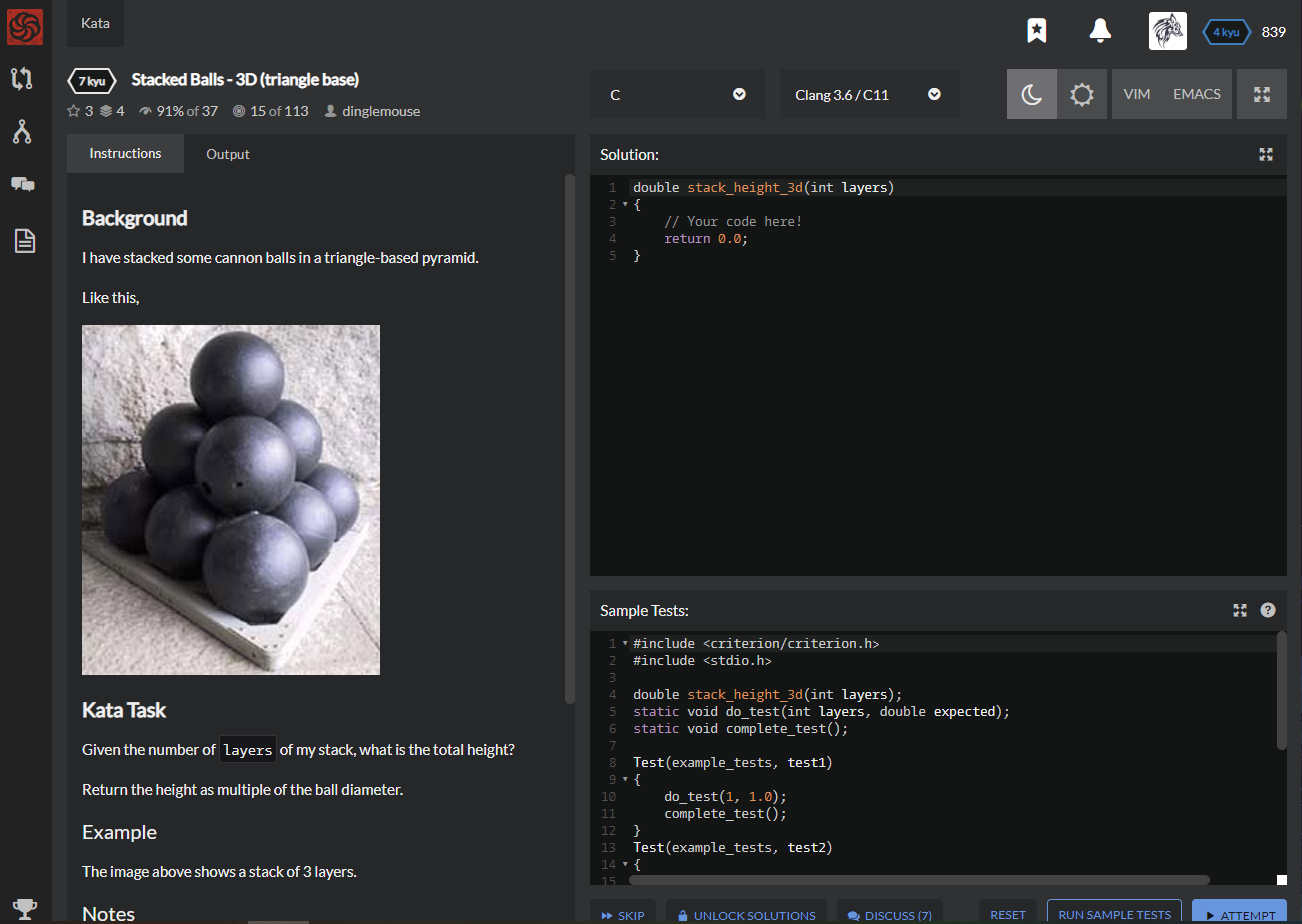 Kata
4 kyu
839
7 kyu
Stacked Balls - 3D (triangle base)
3
4
91% of 37
15 of 113
dinglemouse
C
Clang 3.6 / C11
VIM
EMACS
Instructions
Output
Background
I have stacked some cannon balls in a triangle-based pyramid.
Like this,
Kata Task
Given the number of layers of my stack, what is the total height?
Return the height as multiple of the ball diameter.
Example
The image above shows a stack of 3 layers.
Notes
Solution:
1 double stack_height_3d(int layers)
2 {
3 // Your code here!
4 return 0.0;
5 }
Sample Tests:
?
1 #include <criterion/criterion.h>
2 #include <stdio.h>
3
4 double stack_height_3d(int layers);
5 static void do_test(int layers, double expected);
6 static void complete_test();
7
8 Test(example_tests, test1)
9 {
10 do_test(1, 1.0);
11 complete_test();
12 }
13 Test(example_tests, test2)
14 {
15
SKIP
UNLOCK SOLUTIONS
DISCUSS (7)
RESET
RUN SAMPLE TESTS
ATTEMPT